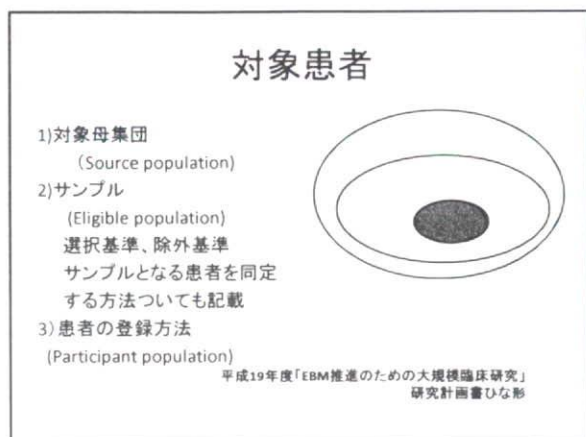 対象患者
1)対象母集団
(Source population)
2)サンプル
(Eligible population)
選択基準、除外基準
サンプルとなる患者を同定
する方法ついても記載
3)患者の登録方法
(Participant population)
平成19年度「EBM推進のための大規模臨床研究」
研究計画書ひな形